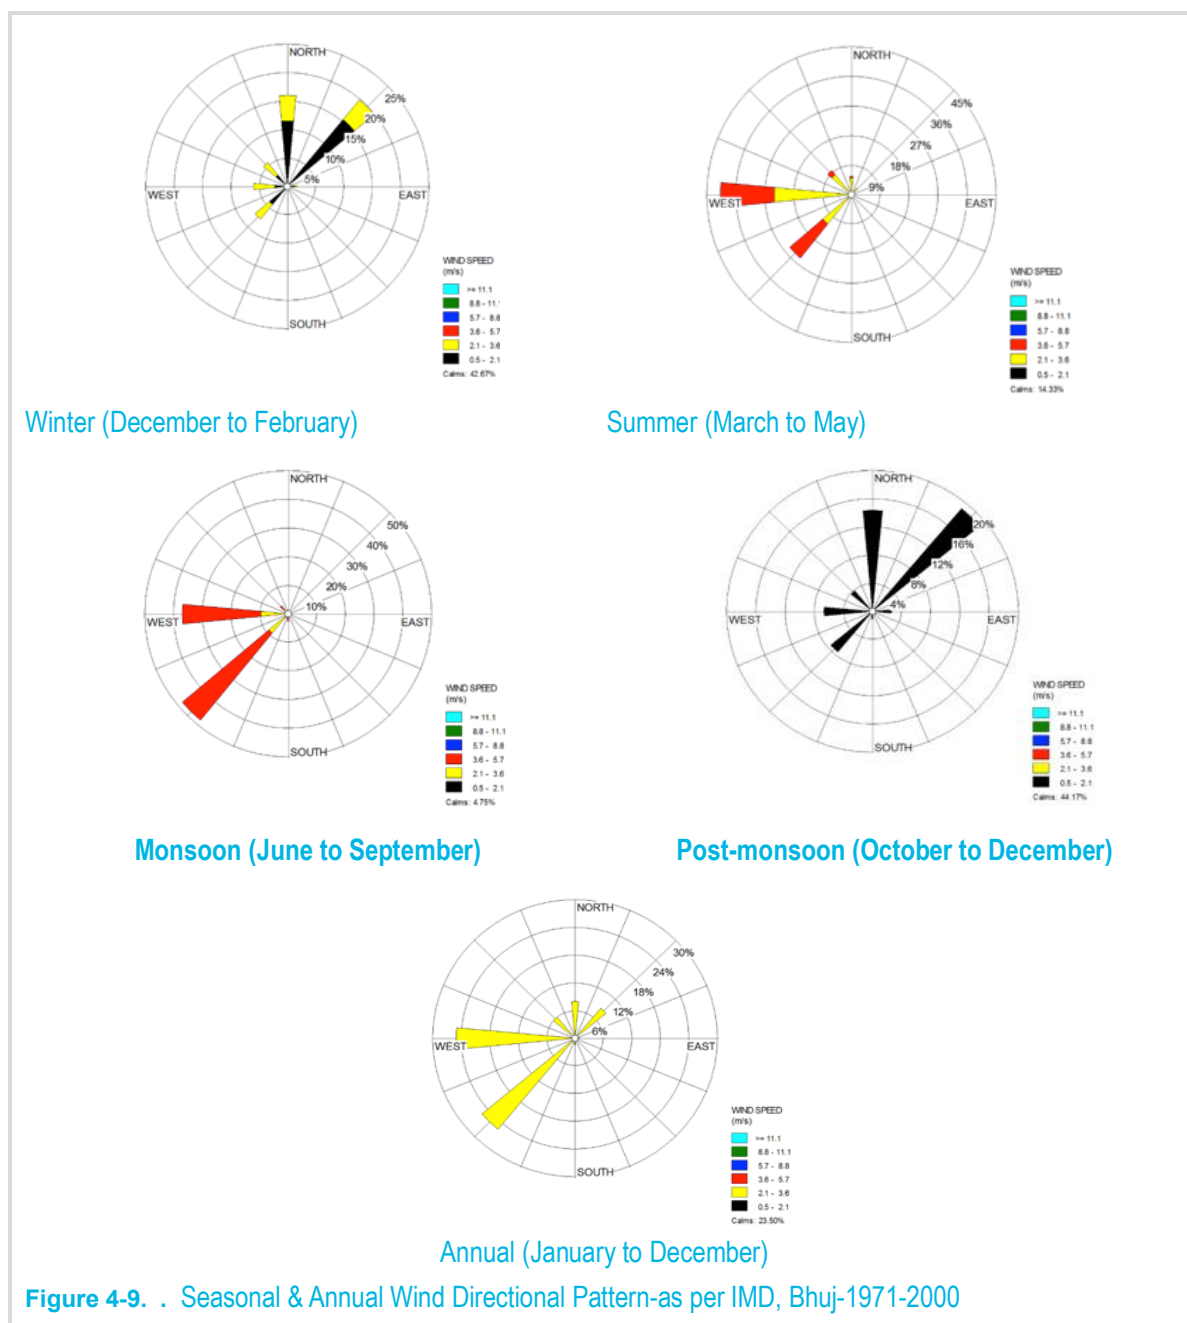 NORTH
25%
20%
15%
10%
5%
WEST
EAST
SOUTH
WIND SPEED
(m/s)
>= 11.1
8.8 - 11.1
5.7 - 8.8
3.6 - 5.7
2.1 - 3.6
0.5 - 2.1
Calms: 42.67%
Winter (December to February)
NORTH
45%
36%
27%
18%
9%
WEST
EAST
SOUTH
WIND SPEED
(m/s)
>= 11.1
8.8 - 11.1
5.7 - 8.8
3.6 - 5.7
2.1 - 3.6
0.5 - 2.1
Calms: 14.33%
Summer (March to May)
NORTH
50%
40%
30%
20%
10%
WEST
EAST
SOUTH
WIND SPEED
(m/s)
>= 11.1
8.8 - 11.1
5.7 - 8.8
3.6 - 5.7
2.1 - 3.6
0.5 - 2.1
Calms: 4.75%
Monsoon (June to September)
NORTH
20%
16%
12%
8%
4%
WEST
EAST
SOUTH
WIND SPEED
(m/s)
>= 11.1
8.8 - 11.1
5.7 - 8.8
3.6 - 5.7
2.1 - 3.6
0.5 - 2.1
Calms: 44.17%
Post-monsoon (October to December)
NORTH
30%
24%
18%
12%
6%
WEST
EAST
SOUTH
WIND SPEED
(m/s)
>= 11.1
8.8 - 11.1
5.7 - 8.8
3.6 - 5.7
2.1 - 3.6
0.5 - 2.1
Calms: 23.50%
Annual (January to December)
Figure 4-9. . Seasonal & Annual Wind Directional Pattern-as per IMD, Bhuj-1971-2000